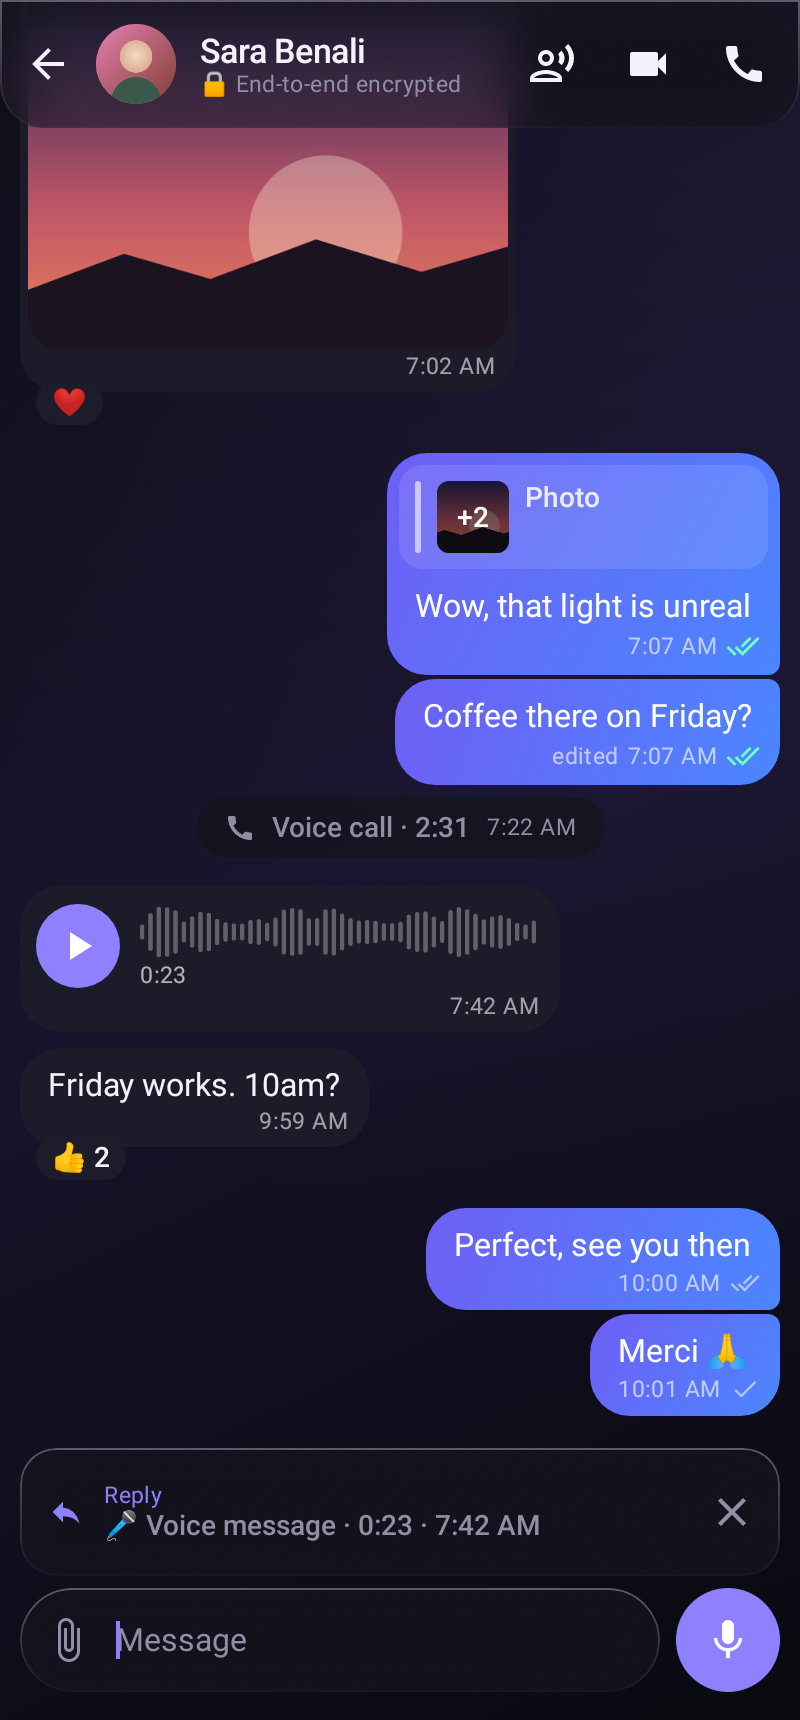 Sara Benali
🔒 End-to-end encrypted
7:02 AM
❤️
+2
Photo
Wow, that light is unreal
7:07 AM
Coffee there on Friday?
edited 7:07 AM
Voice call · 2:31 7:22 AM
0:23
7:42 AM
Friday works. 10am?
9:59 AM
👍 2
Perfect, see you then
10:00 AM
Merci 🙏
10:01 AM
Reply
🎤 Voice message · 0:23 · 7:42 AM
Message